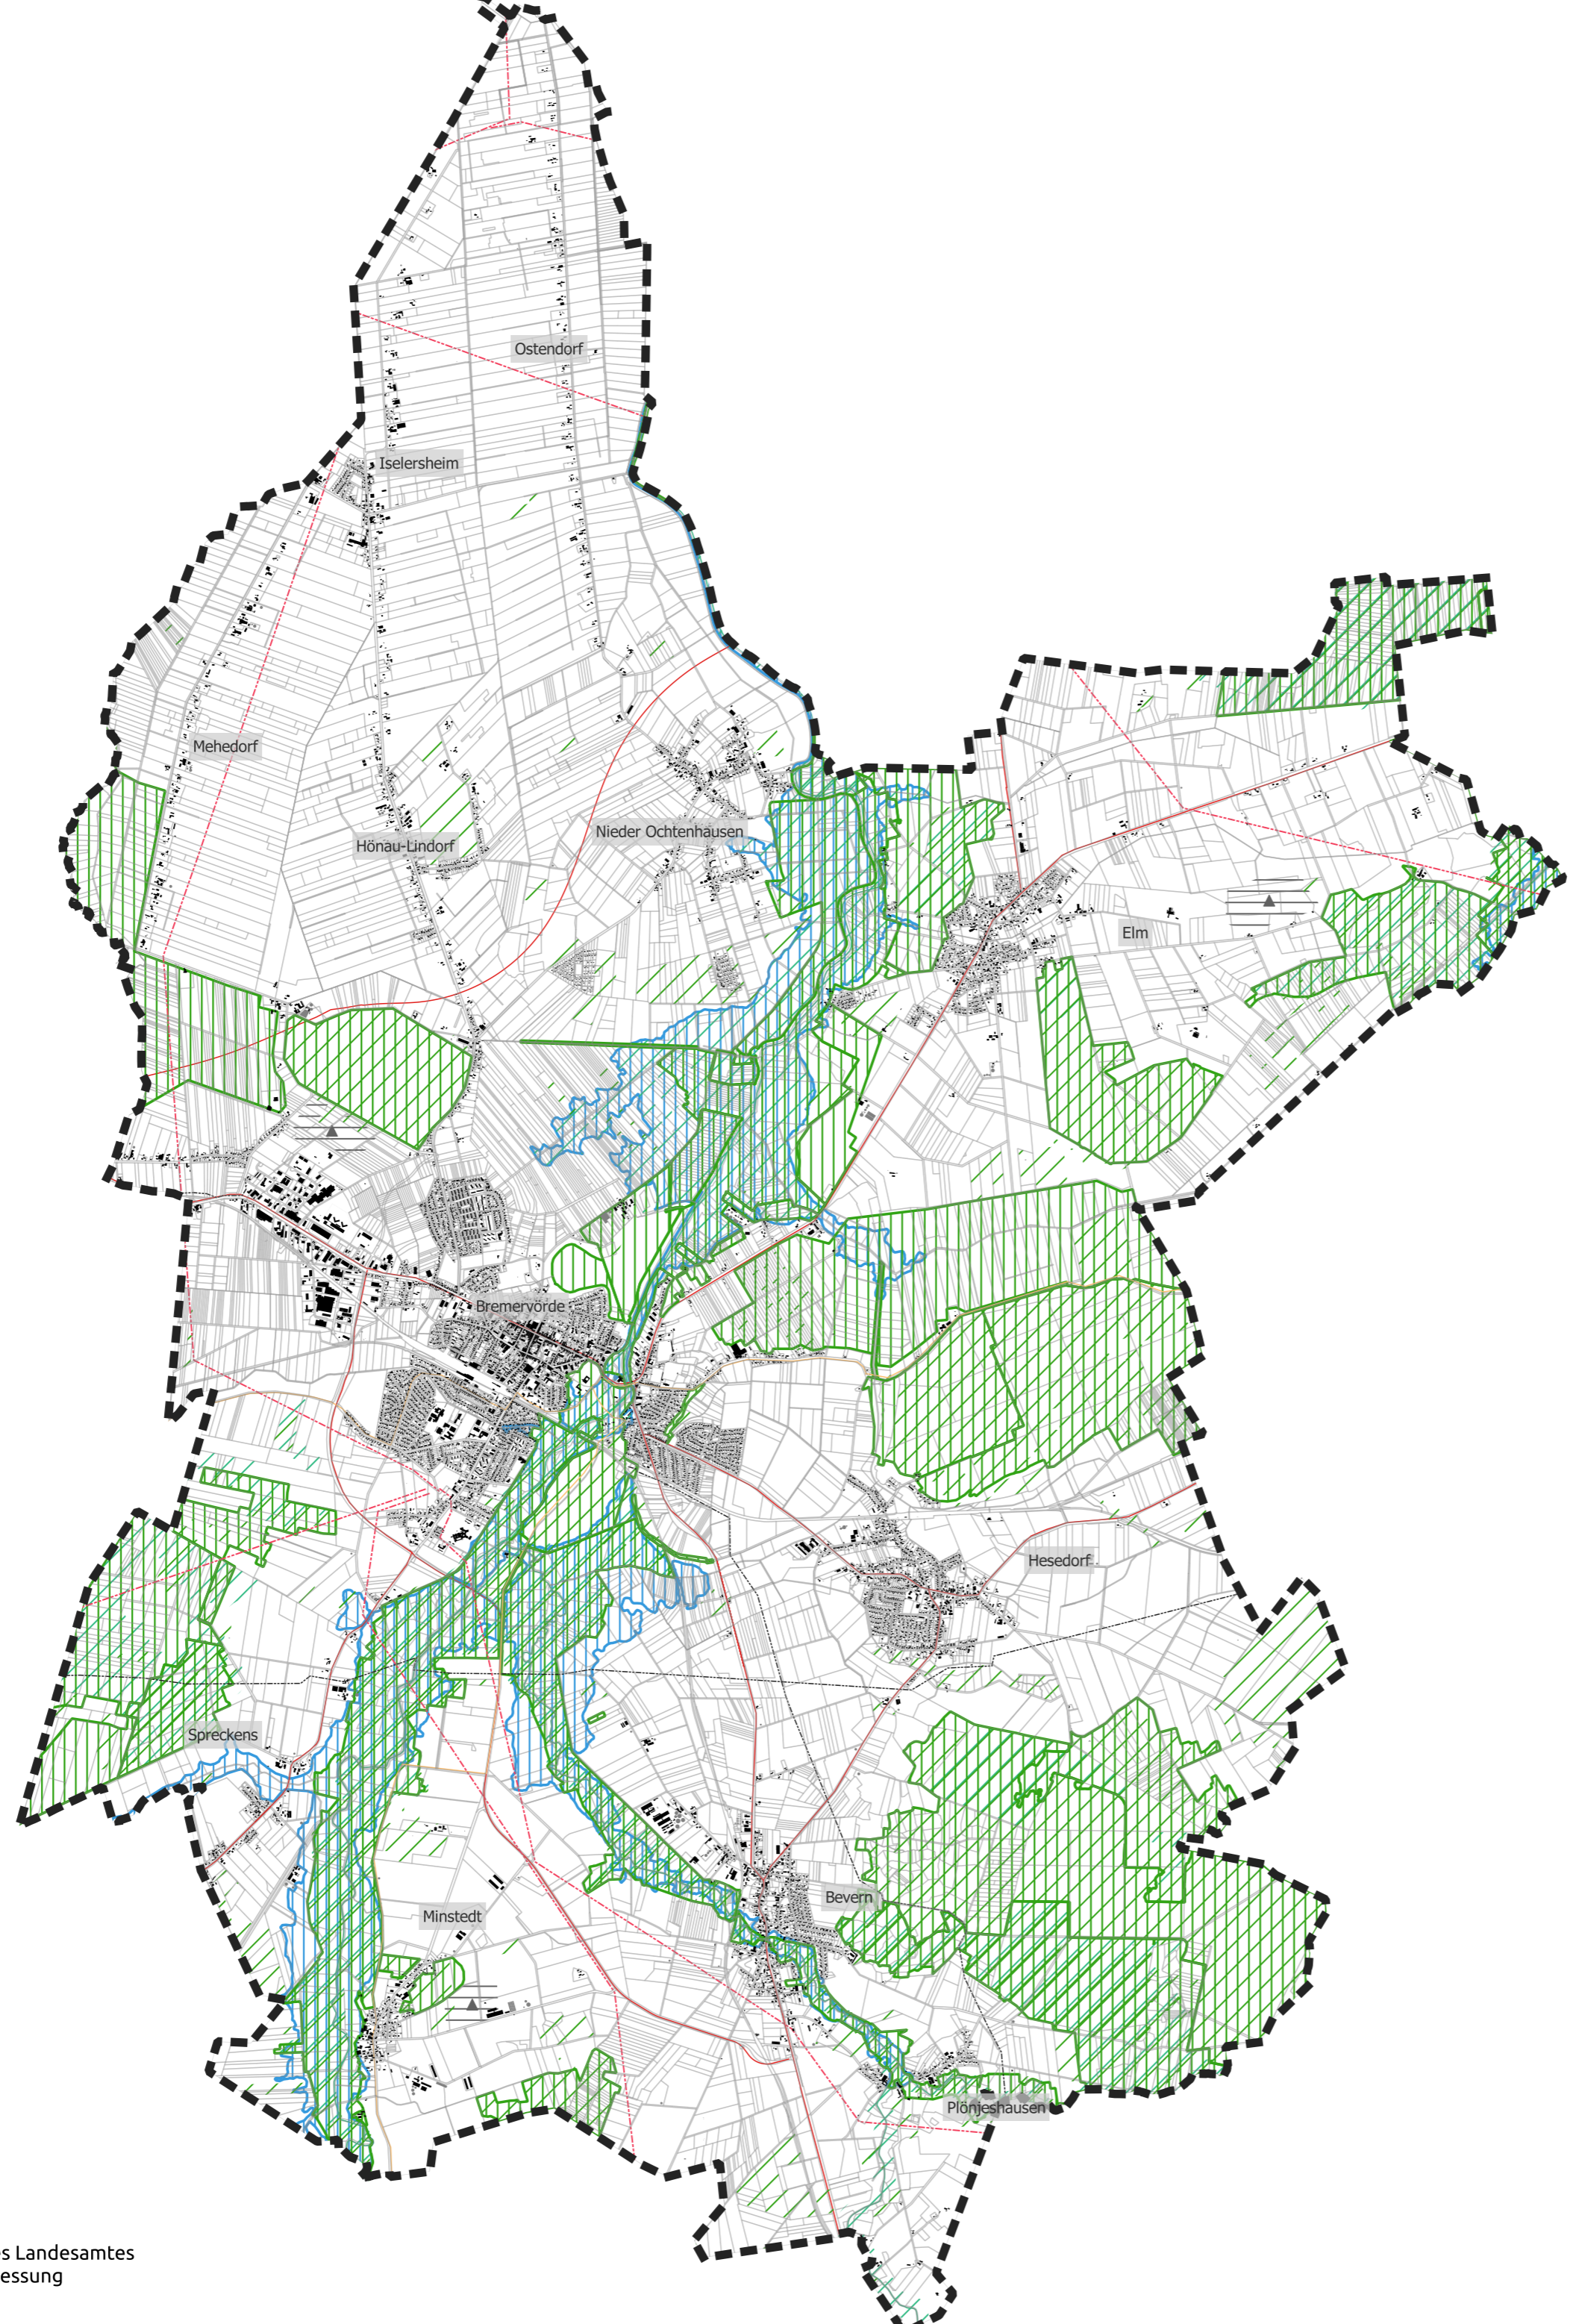 Ostendorf
Iselersheim
Mehedorf
Nieder Ochtenhausen
Hönau-Lindorf
Elm
Bremervörde
Hesedorf
Spreckens
Bevern
Minstedt
Plönjeshausen
s Landesamtes
essung